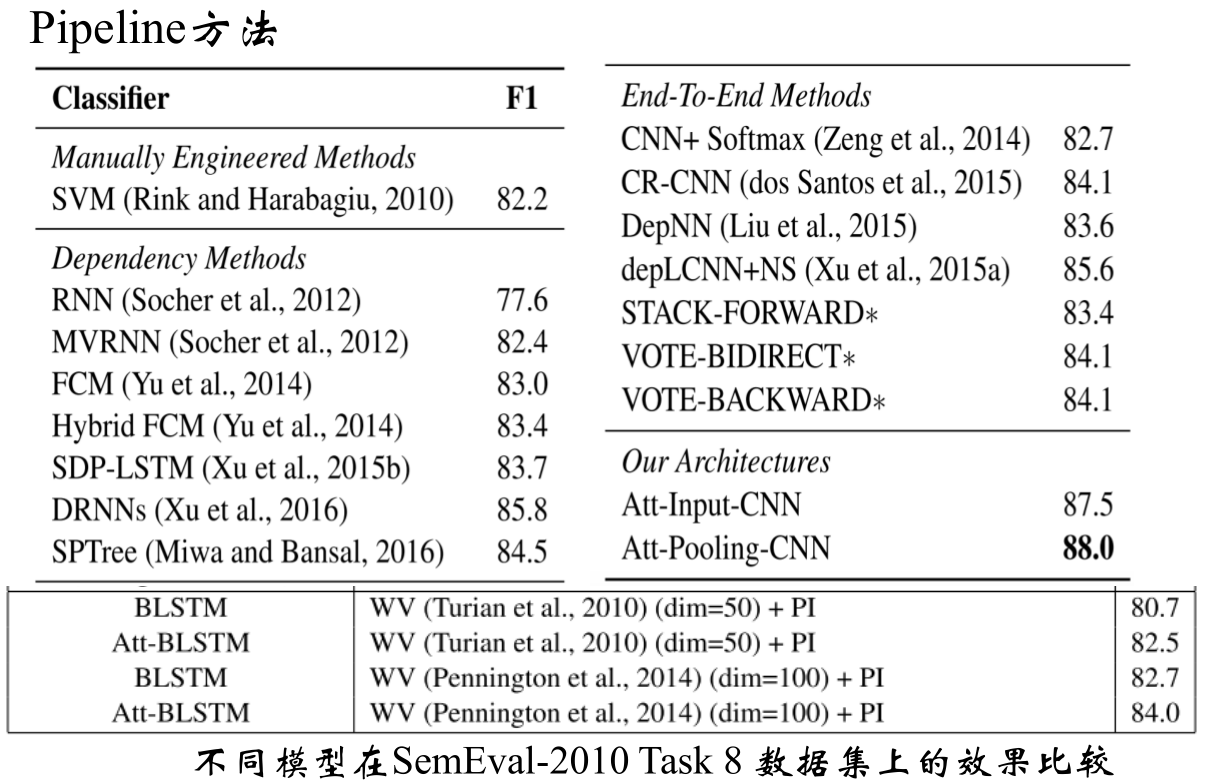 Pipeline方法
Classifier F1
Manually Engineered Methods
SVM (Rink and Harabagiu, 2010) 82.2
Dependency Methods
RNN (Socher et al., 2012) 77.6
MVRNN (Socher et al., 2012) 82.4
FCM (Yu et al., 2014) 83.0
Hybrid FCM (Yu et al., 2014) 83.4
SDP-LSTM (Xu et al., 2015b) 83.7
DRNNs (Xu et al., 2016) 85.8
SPTree (Miwa and Bansal, 2016) 84.5
End-To-End Methods
CNN+ Softmax (Zeng et al., 2014) 82.7
CR-CNN (dos Santos et al., 2015) 84.1
DepNN (Liu et al., 2015) 83.6
depLCNN+NS (Xu et al., 2015a) 85.6
STACK-FORWARD∗ 83.4
VOTE-BIDIRECT∗ 84.1
VOTE-BACKWARD∗ 84.1
Our Architectures
Att-Input-CNN 87.5
Att-Pooling-CNN 88.0
BLSTM WV (Turian et al., 2010) (dim=50) + PI 80.7
Att-BLSTM WV (Turian et al., 2010) (dim=50) + PI 82.5
BLSTM WV (Pennington et al., 2014) (dim=100) + PI 82.7
Att-BLSTM WV (Pennington et al., 2014) (dim=100) + PI 84.0
不同模型在SemEval-2010 Task 8 数据集上的效果比较